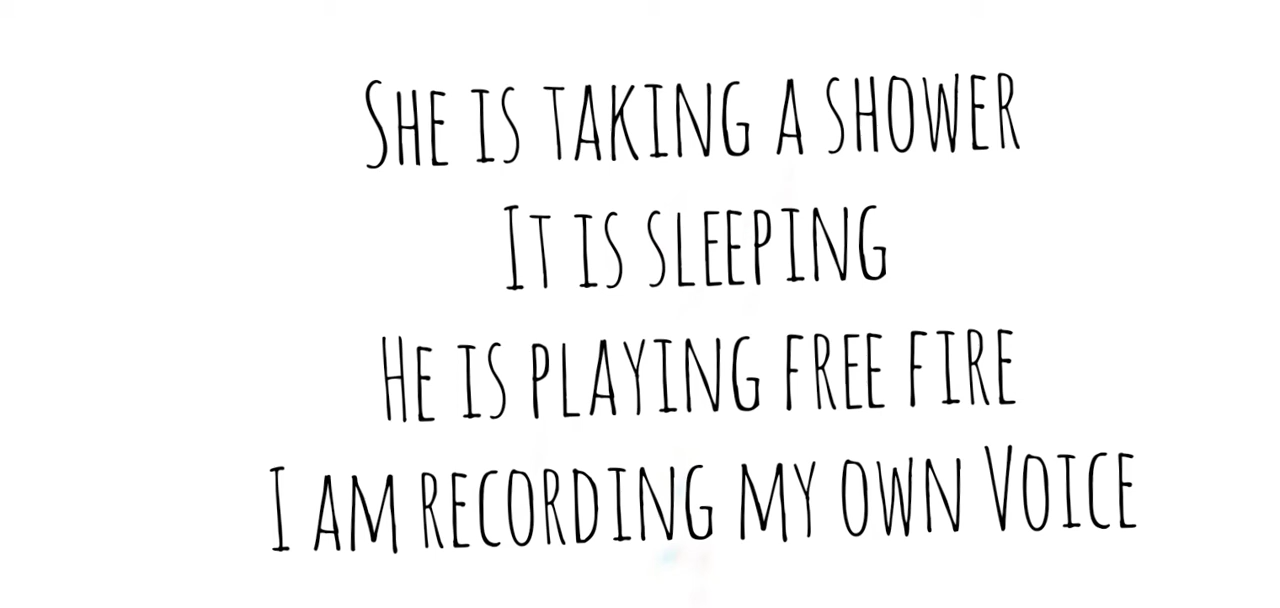 She is taking a shower
It is sleeping
He is playing free fire
I am recording my own Voice